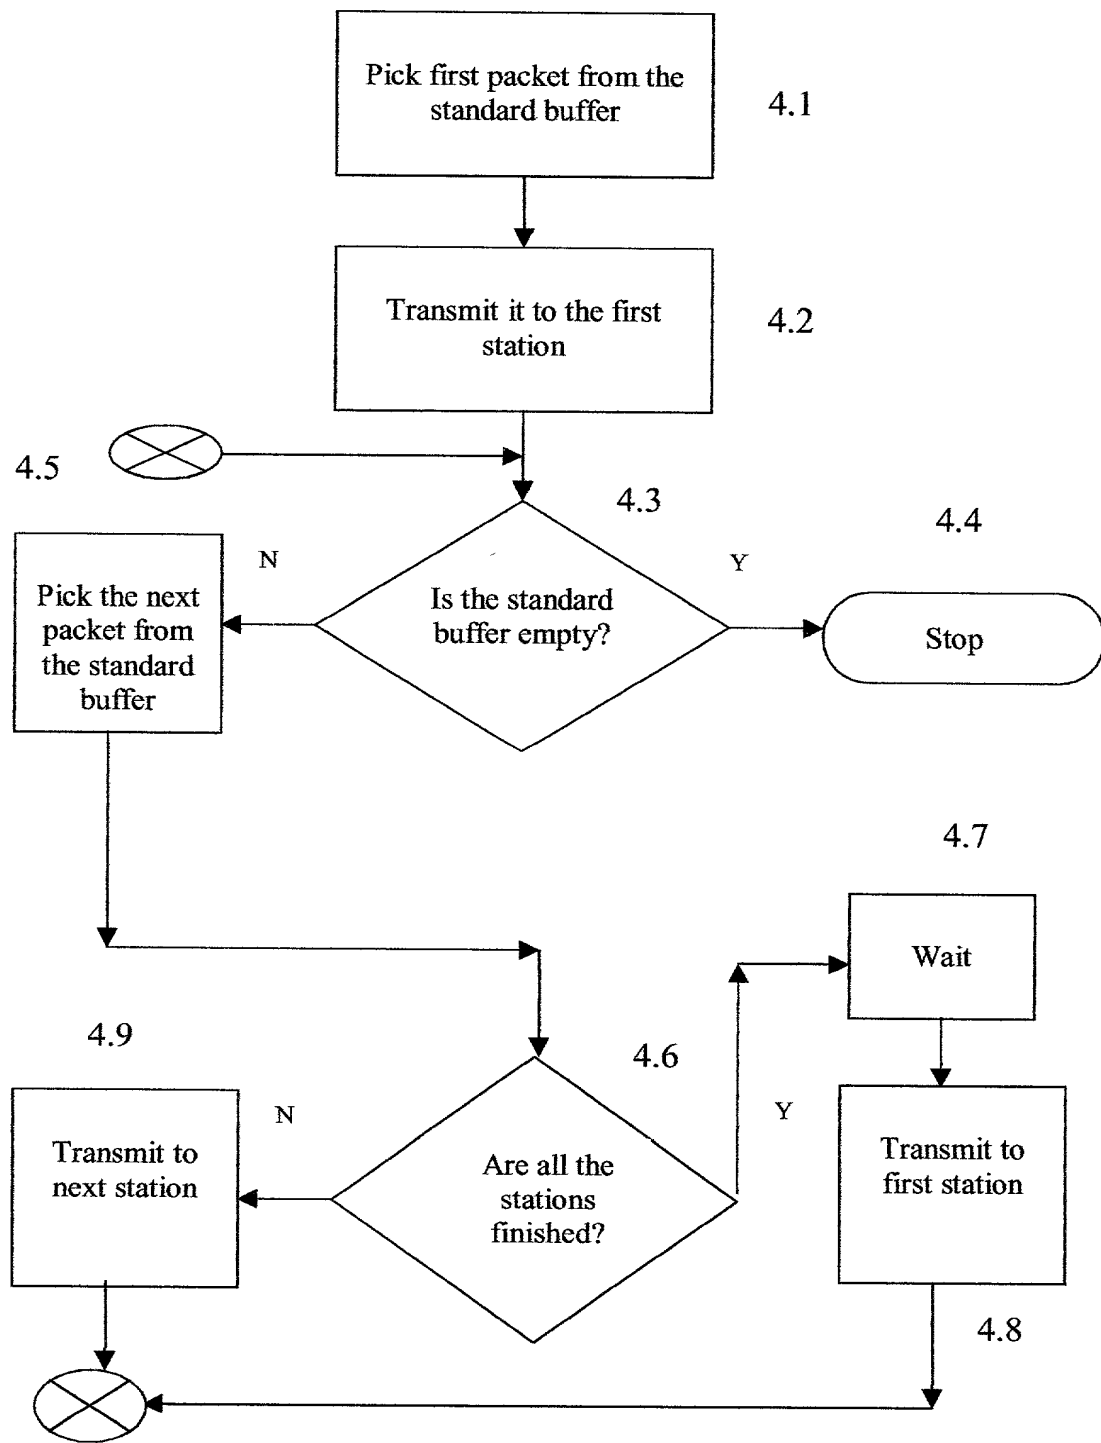 Pick first packet from the
standard buffer
4.1
Transmit it to the first
station
4.2
4.5
4.3
4.4
N
Y
Pick the next
packet from
the standard
buffer
Is the standard
buffer empty?
Stop
4.7
Wait
4.9
4.6
N
Y
Transmit to
next station
Are all the
stations
finished?
Transmit to
first station
4.8